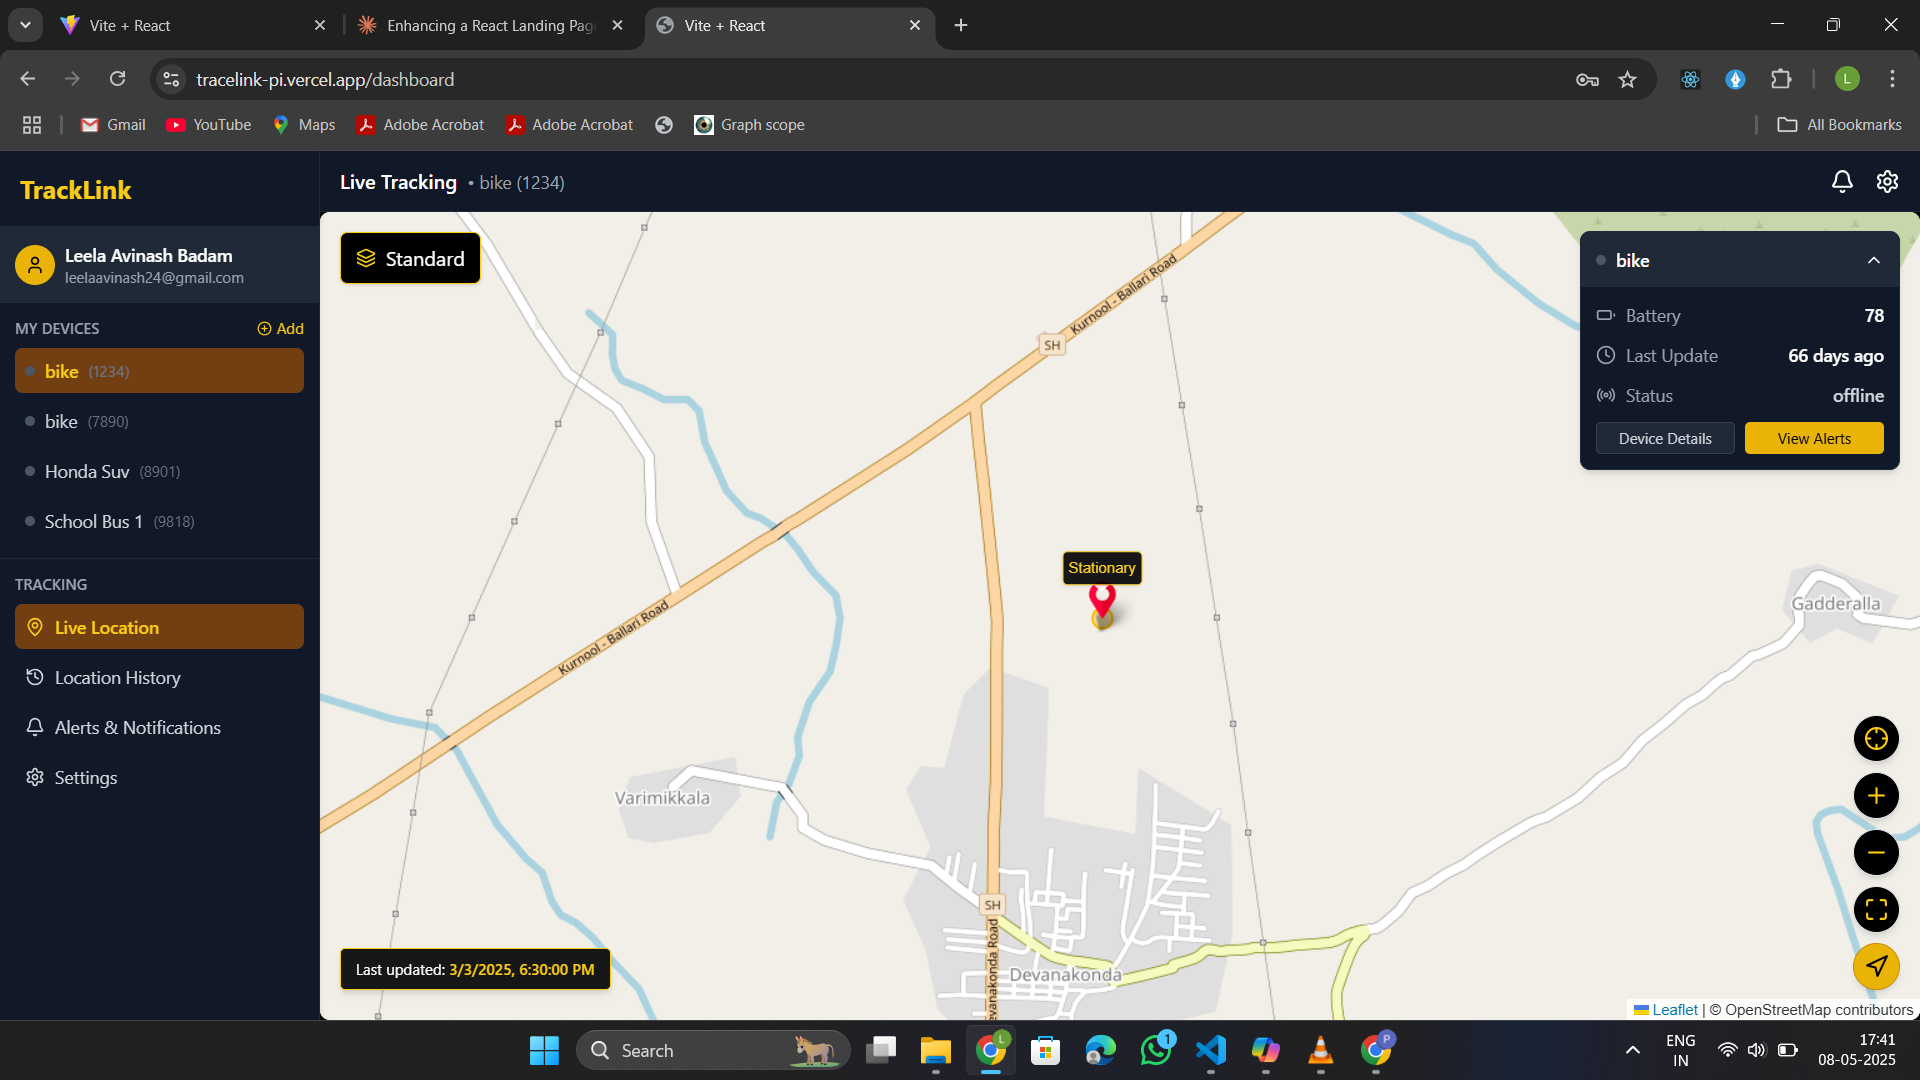 Vite + React
Enhancing a React Landing Pag
Vite + React
tracelink-pi.vercel.app/dashboard
L
Gmail
YouTube
Maps
Adobe Acrobat
Adobe Acrobat
Graph scope
All Bookmarks
TrackLink
Live Tracking • bike (1234)
Leela Avinash Badam
leelaavinash24@gmail.com
MY DEVICES
Add
bike (1234)
bike (7890)
Honda Suv (8901)
School Bus 1 (9818)
TRACKING
Live Location
Location History
Alerts & Notifications
Settings
Standard
bike
Battery 78
Last Update 66 days ago
Status offline
Device Details
View Alerts
Kurnool - Ballari Road
SH
Stationary
Gadderalla
Kurnool - Ballari Road
Varimikkala
SH
Devanakonda
evanakonda Road
Last updated: 3/3/2025, 6:30:00 PM
Leaflet | © OpenStreetMap contributors
Search
L
1
P
ENG
IN
17:41
08-05-2025